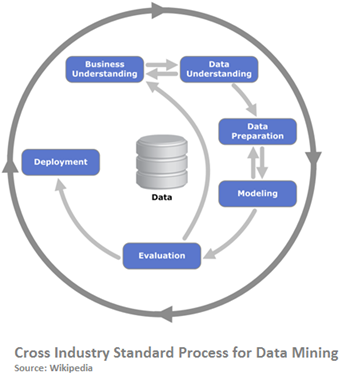 Business
Understanding
Data
Understanding
Data
Preparation
Deployment
Data
Modeling
Evaluation
Cross Industry Standard Process for Data Mining
Source: Wikipedia